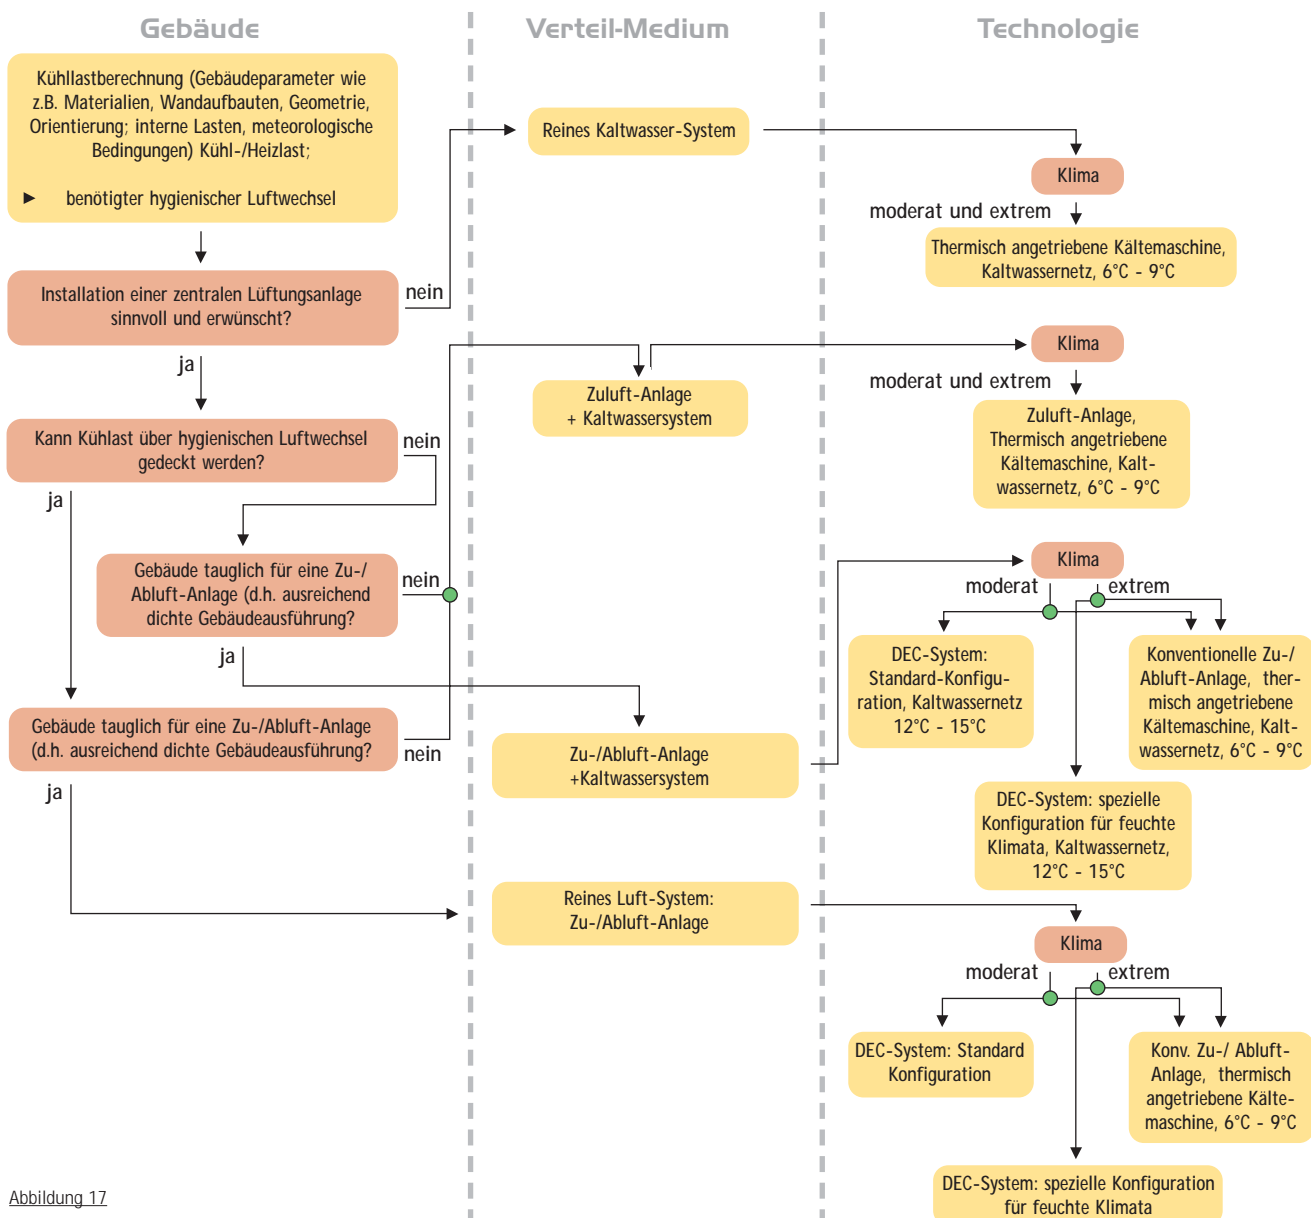 Gebäude
Verteil-Medium
Technologie
Kühllastberechnung (Gebäudeparameter wie
z.B. Materialien, Wandaufbauten, Geometrie,
Orientierung; interne Lasten, meteorologische
Bedingungen) Kühl-/Heizlast;
► benötigter hygienischer Luftwechsel
Reines Kaltwasser-System
Klima
moderat und extrem
Thermisch angetriebene Kältemaschine,
Kaltwassernetz, 6°C - 9°C
Installation einer zentralen Lüftungsanlage
sinnvoll und erwünscht?
nein
ja
Zuluft-Anlage
+ Kaltwassersystem
Klima
moderat und extrem
Zuluft-Anlage,
Thermisch angetriebene
Kältemaschine, Kalt-
wassernetz, 6°C - 9°C
Kann Kühlast über hygienischen Luftwechsel
gedeckt werden?
nein
ja
Gebäude tauglich für eine Zu-/
Abluft-Anlage (d.h. ausreichend
dichte Gebäudeausführung?
nein
ja
Klima
moderat
extrem
DEC-System:
Standard-Konfigu-
ration, Kaltwassernetz
12°C - 15°C
Konventionelle Zu-/
Abluft-Anlage, ther-
misch angetriebene
Kältemaschine, Kalt-
wassernetz, 6°C - 9°C
Gebäude tauglich für eine Zu-/Abluft-Anlage
(d.h. ausreichend dichte Gebäudeausführung?
nein
ja
Zu-/Abluft-Anlage
+Kaltwassersystem
DEC-System: spezielle
Konfiguration für feuchte
Klimata, Kaltwassernetz,
12°C - 15°C
Reines Luft-System:
Zu-/Abluft-Anlage
Klima
moderat
extrem
DEC-System: Standard
Konfiguration
Konv. Zu-/ Abluft-
Anlage, thermisch
angetriebene Kälte-
maschine, 6°C - 9°C
DEC-System: spezielle Konfiguration
für feuchte Klimata
Abbildung 17